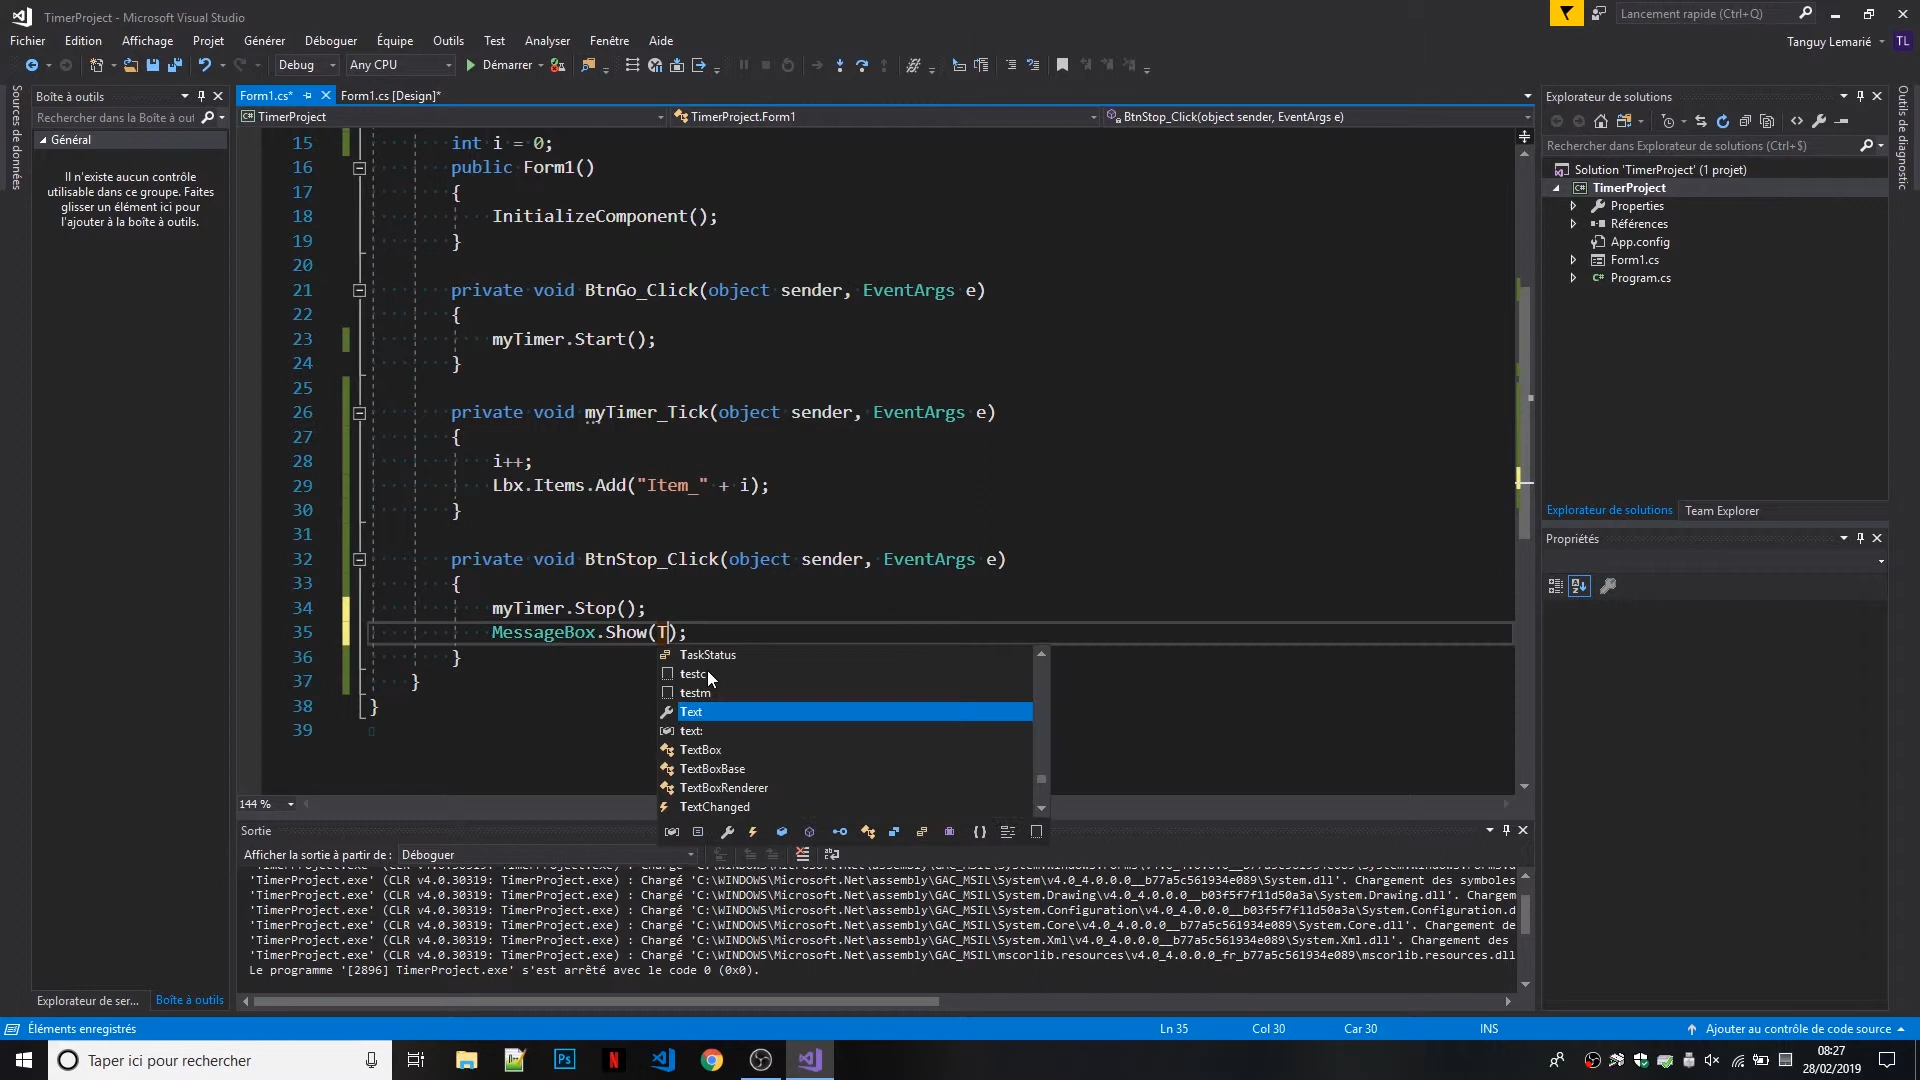 TimerProject - Microsoft Visual Studio
Lancement rapide (Ctrl+Q)
Fichier Edition Affichage Projet Générer Déboguer Équipe Outils Test Analyser Fenêtre Aide
Tanguy Lemarié TL
Debug Any CPU Démarrer
Sources de données
Boîte à outils
Rechercher dans la Boîte à out
Général
Il n'existe aucun contrôle
utilisable dans ce groupe. Faites
glisser un élément ici pour
l'ajouter à la boîte à outils.
Explorateur de ser... Boîte à outils
Form1.cs* Form1.cs [Design]*
TimerProject TimerProject.Form1 BtnStop_Click(object sender, EventArgs e)
15 int i = 0;
16 public Form1()
17 {
18 InitializeComponent();
19 }
20
21 private void BtnGo_Click(object sender, EventArgs e)
22 {
23 myTimer.Start();
24 }
25
26 private void myTimer_Tick(object sender, EventArgs e)
27 {
28 i++;
29 Lbx.Items.Add("Item_" + i);
30 }
31
32 private void BtnStop_Click(object sender, EventArgs e)
33 {
34 myTimer.Stop();
35 MessageBox.Show(T);
36 }
37 }
38 }
39
TaskStatus
testc
testm
Text
text:
TextBox
TextBoxBase
TextBoxRenderer
TextChanged
144 %
Sortie
Afficher la sortie à partir de : Déboguer
'TimerProject.exe' (CLR v4.0.30319: TimerProject.exe) : Chargé 'C:\WINDOWS\Microsoft.Net\assembly\GAC_MSIL\System\v4.0_4.0.0.0__b77a5c561934e089\System.dll'. Chargement des symboles
'TimerProject.exe' (CLR v4.0.30319: TimerProject.exe) : Chargé 'C:\WINDOWS\Microsoft.Net\assembly\GAC_MSIL\System.Drawing\v4.0_4.0.0.0__b03f5f7f11d50a3a\System.Drawing.dll'. Chargem
'TimerProject.exe' (CLR v4.0.30319: TimerProject.exe) : Chargé 'C:\WINDOWS\Microsoft.Net\assembly\GAC_MSIL\System.Configuration\v4.0_4.0.0.0__b03f5f7f11d50a3a\System.Configuration.d
'TimerProject.exe' (CLR v4.0.30319: TimerProject.exe) : Chargé 'C:\WINDOWS\Microsoft.Net\assembly\GAC_MSIL\System.Core\v4.0_4.0.0.0__b77a5c561934e089\System.Core.dll'. Chargement de
'TimerProject.exe' (CLR v4.0.30319: TimerProject.exe) : Chargé 'C:\WINDOWS\Microsoft.Net\assembly\GAC_MSIL\System.Xml\v4.0_4.0.0.0__b77a5c561934e089\System.Xml.dll'. Chargement des
'TimerProject.exe' (CLR v4.0.30319: TimerProject.exe) : Chargé 'C:\WINDOWS\Microsoft.Net\assembly\GAC_MSIL\mscorlib.resources\v4.0_4.0.0.0_fr_b77a5c561934e089\mscorlib.resources.dll
Le programme '[2896] TimerProject.exe' s'est arrêté avec le code 0 (0x0).
Explorateur de solutions
Rechercher dans Explorateur de solutions (Ctrl+$)
Solution 'TimerProject' (1 projet)
TimerProject
Properties
Références
App.config
Form1.cs
Program.cs
Explorateur de solutions Team Explorer
Propriétés
Outils de diagnostic
Éléments enregistrés Ln 35 Col 30 Car 30 INS Ajouter au contrôle de code source
Taper ici pour rechercher
08:27
28/02/2019